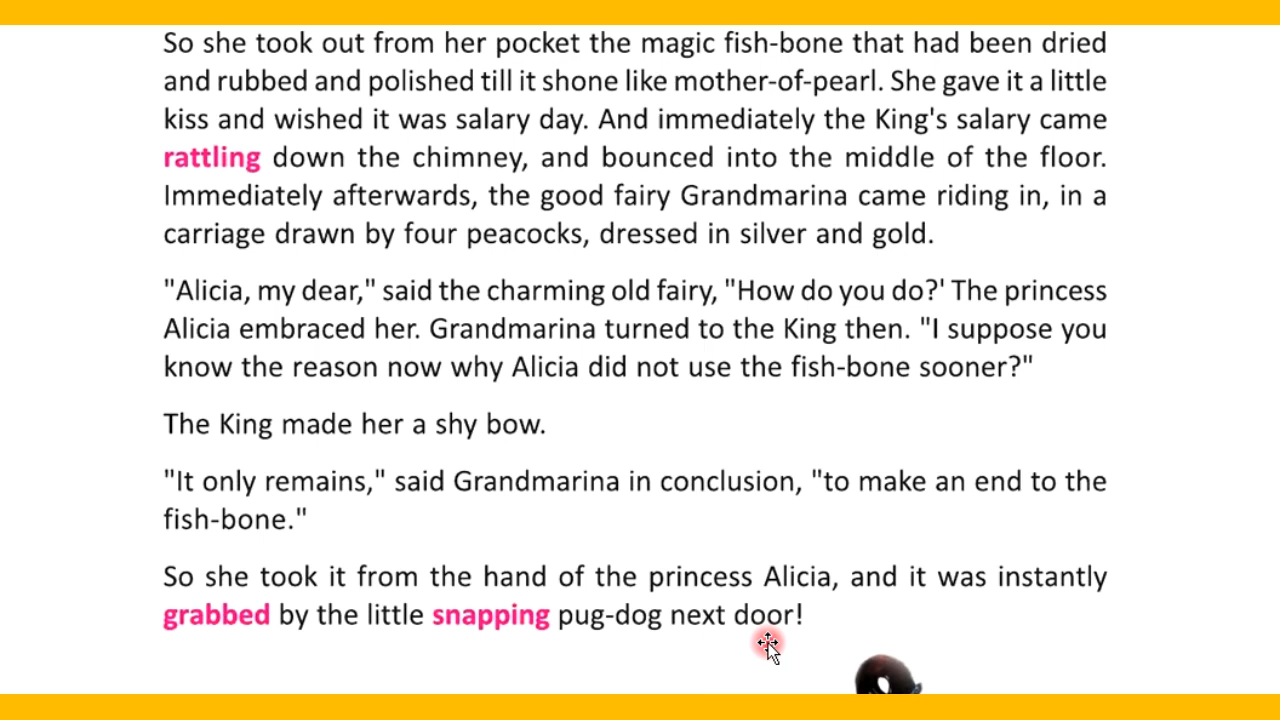 So she took out from her pocket the magic fish-bone that had been dried
and rubbed and polished till it shone like mother-of-pearl. She gave it a little
kiss and wished it was salary day. And immediately the King's salary came
rattling down the chimney, and bounced into the middle of the floor.
Immediately afterwards, the good fairy Grandmarina came riding in, in a
carriage drawn by four peacocks, dressed in silver and gold.
"Alicia, my dear," said the charming old fairy, "How do you do?' The princess
Alicia embraced her. Grandmarina turned to the King then. "I suppose you
know the reason now why Alicia did not use the fish-bone sooner?"
The King made her a shy bow.
"It only remains," said Grandmarina in conclusion, "to make an end to the
fish-bone."
So she took it from the hand of the princess Alicia, and it was instantly
grabbed by the little snapping pug-dog next door!